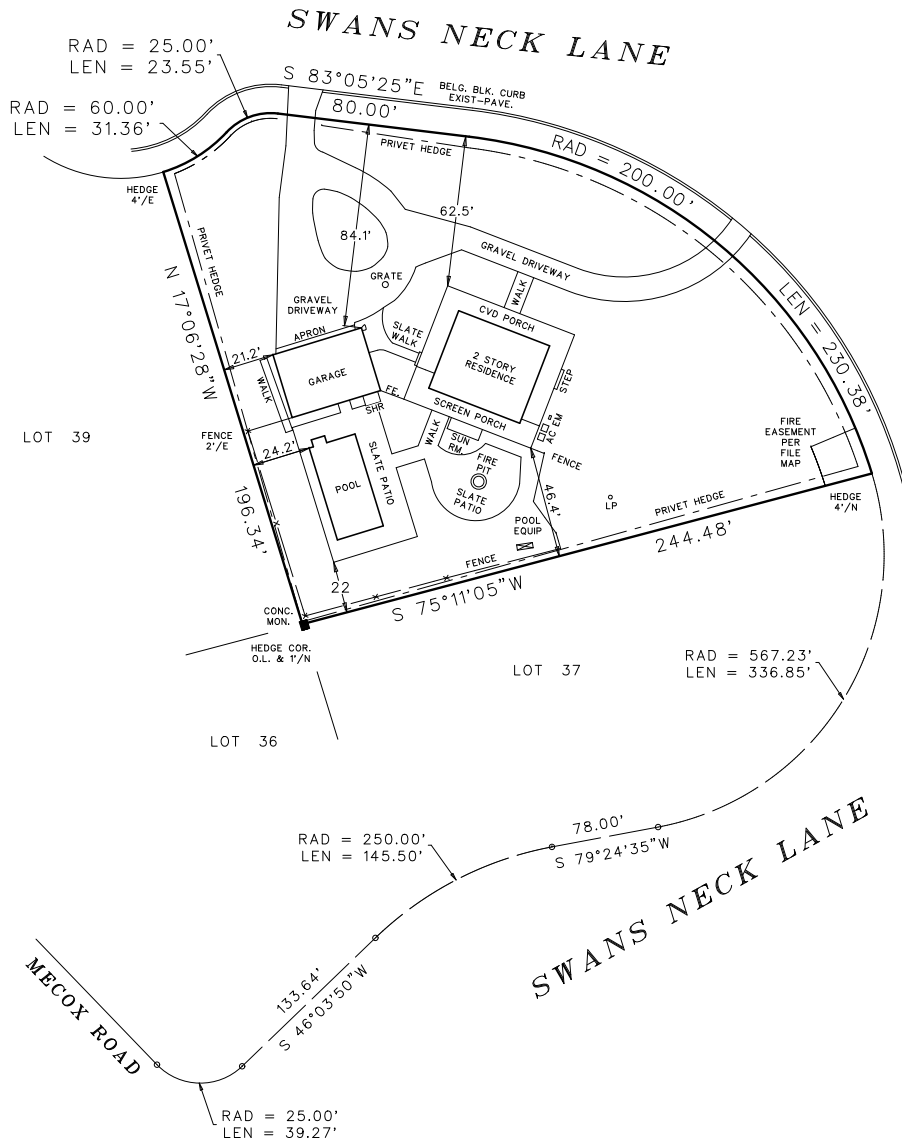 SWANS NECK LANE
RAD = 25.00'
LEN = 23.55'
S 83°05'25"E
80.00'
BELG. BLK. CURB
EXIST-PAVE.
RAD = 60.00'
LEN = 31.36'
RAD = 200.00'
LEN = 230.38'
PRIVET HEDGE
HEDGE
4'/E
PRIVET HEDGE
62.5'
84.1'
GRAVEL DRIVEWAY
GRATE
WALK
N 17°06'28"W
196.34'
GRAVEL
DRIVEWAY
CVD PORCH
SLATE
WALK
APRON
21.2'
2 STORY
RESIDENCE
GARAGE
WALK
STEP
FE.
SCREEN PORCH
SHR
AC EM
FIRE
EASEMENT
PER
FILE
MAP
LOT 39
FENCE
2'/E
WALK
SUN
RM.
24.2'
SLATE PATIO
FIRE
PIT
FENCE
POOL
SLATE
PATIO
46.4'
LP
PRIVET HEDGE
HEDGE
4'/N
POOL
EQUIP
244.48'
FENCE
22
S 75°11'05"W
CONC.
MON.
HEDGE COR.
O.L. & 1'/N
LOT 37
RAD = 567.23'
LEN = 336.85'
LOT 36
78.00'
S 79°24'35"W
RAD = 250.00'
LEN = 145.50'
SWANS NECK LANE
133.64'
S 46°03'50"W
MECOX ROAD
RAD = 25.00'
LEN = 39.27'